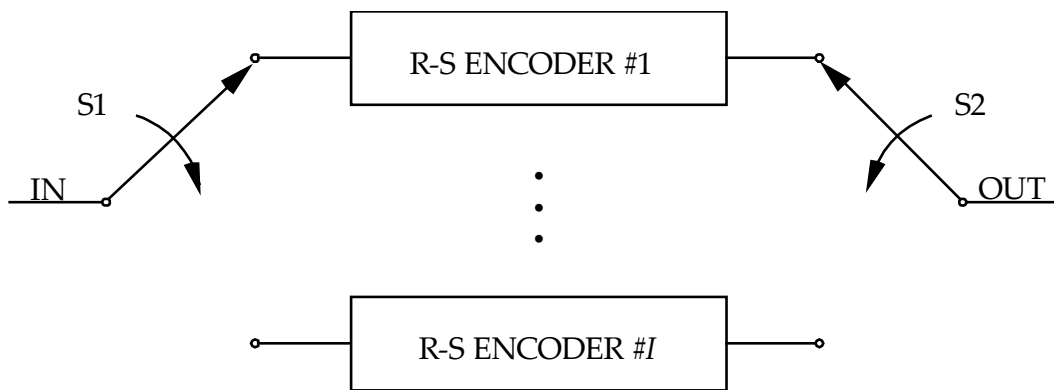 R-S ENCODER #1
S1
S2
IN
OUT
R-S ENCODER #I